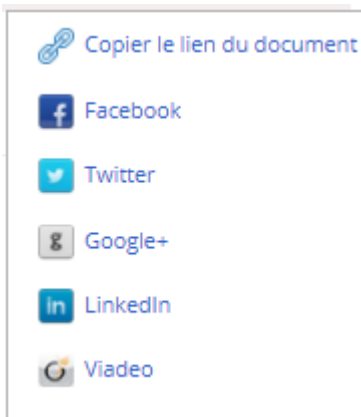 Copier le lien du document
Facebook
Twitter
Google+
LinkedIn
Viadeo